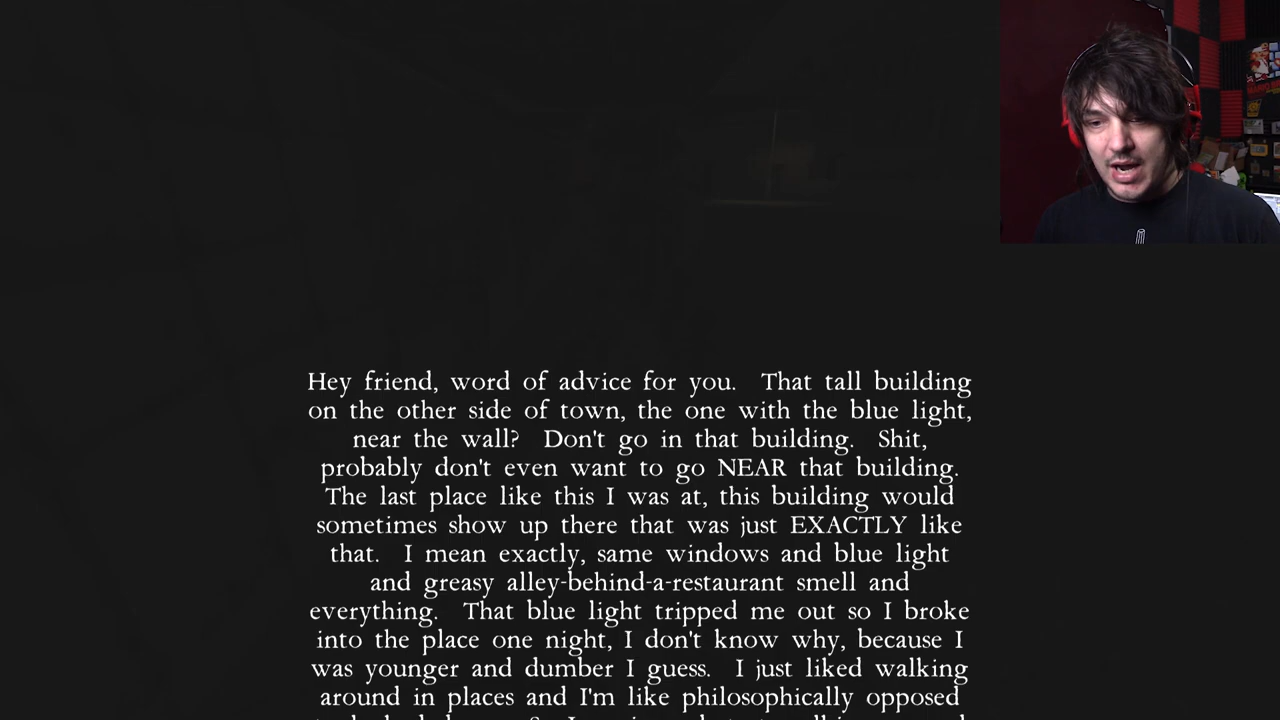 Hey friend, word of advice for you. That tall building
on the other side of town, the one with the blue light,
near the wall? Don't go in that building. Shit,
probably don't even want to go NEAR that building.
The last place like this I was at, this building would
sometimes show up there that was just EXACTLY like
that. I mean exactly, same windows and blue light
and greasy alley-behind-a-restaurant smell and
everything. That blue light tripped me out so I broke
into the place one night, I don't know why, because I
was younger and dumber I guess. I just liked walking
around in places and I'm like philosophically opposed